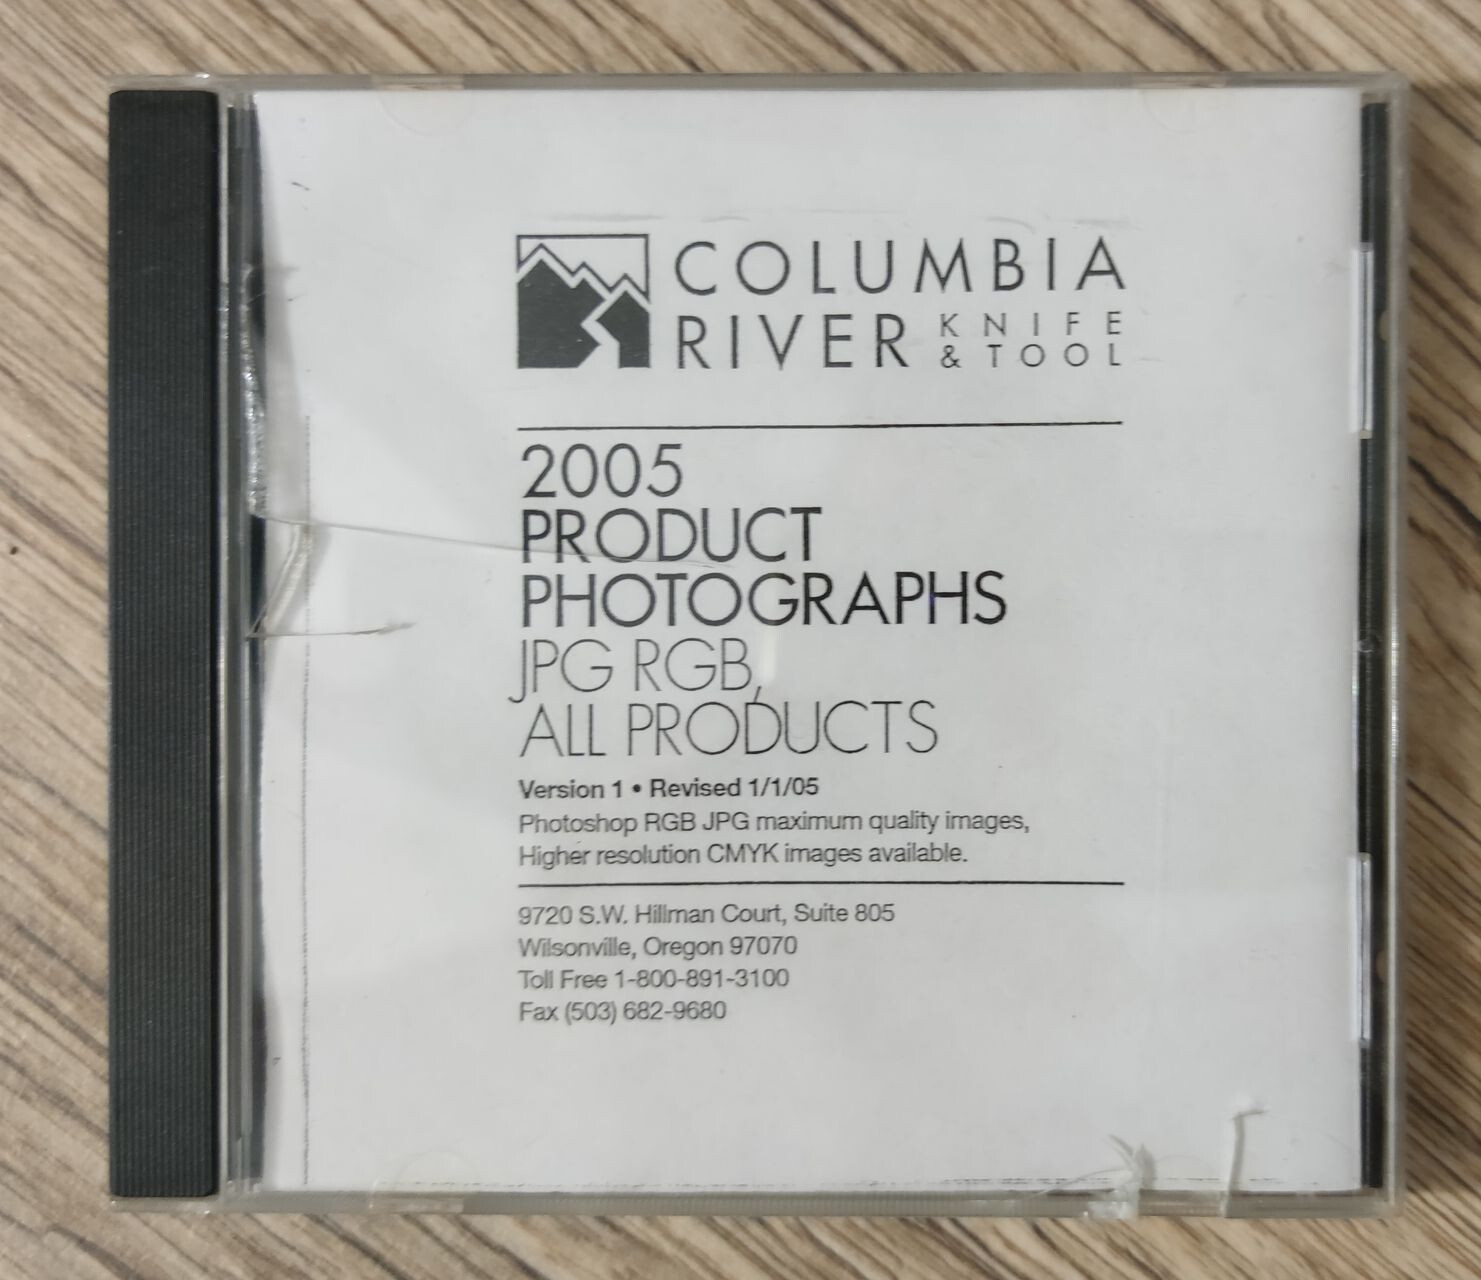 COLUMBIA
RIVER KNIFE
& TOOL
2005
PRODUCT
PHOTOGRAPHS
JPG RGB,
ALL PRODUCTS
Version 1 • Revised 1/1/05
Photoshop RGB JPG maximum quality images,
Higher resolution CMYK images available.
9720 S.W. Hillman Court, Suite 805
Wilsonville, Oregon 97070
Toll Free 1-800-891-3100
Fax (503) 682-9680